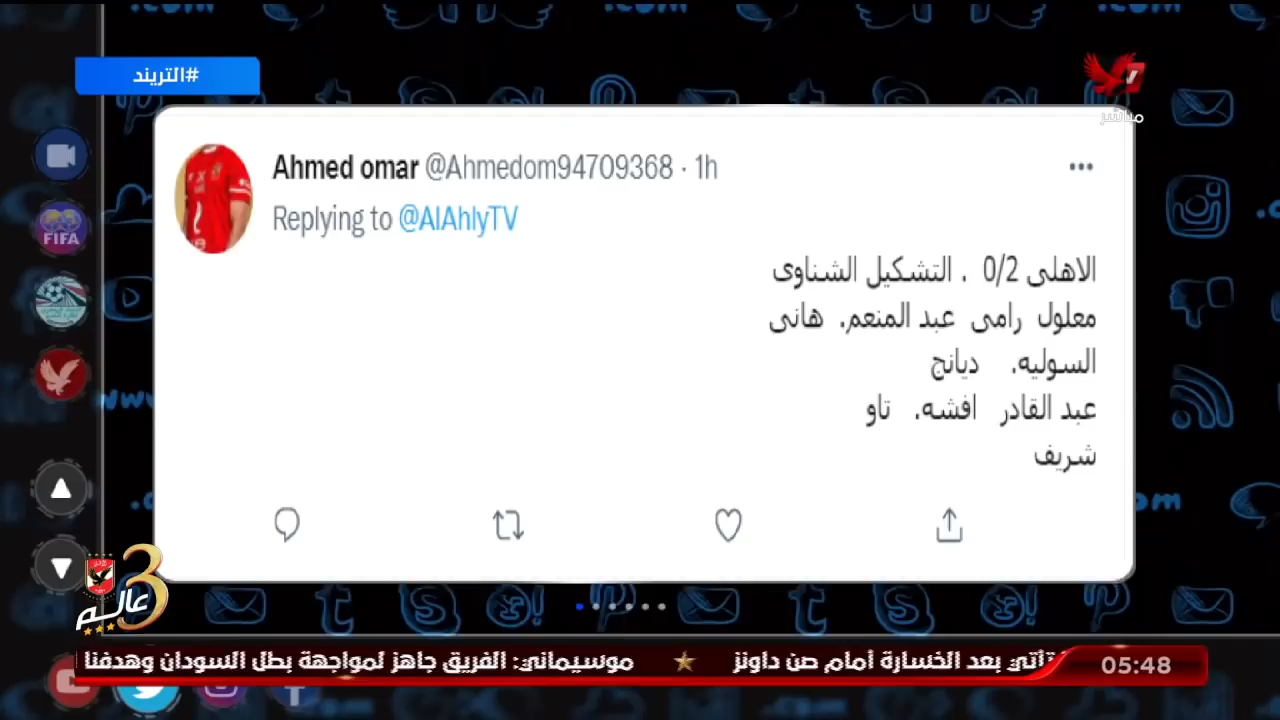 #التريند
مباشر
Ahmed omar @Ahmedom94709368 · 1h
Replying to @AlAhlyTV
الاهلى 0/2 . التشكيل الشناوى
معلول رامى عبد المنعم. هانى
السوليه. ديانج
عبد القادر افشه. تاو
شريف
FIFA
3
عالم
تأتي بعد الخسارة أمام صن داونز ★ موسيماني: الفريق جاهز لمواجهة بطل السودان وهدفنا
05:48